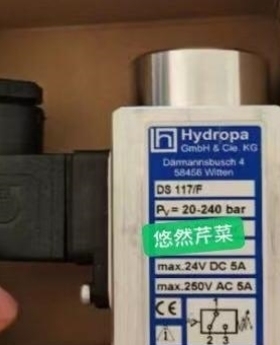 Hydropa
GmbH & Cie. KG
Därmannsbusch 4
58456 Witten
DS 117/F
Pv = 20-240 bar
悠然芹菜
max.24V DC 5A
max.250V AC 5A
CE
1
2 3